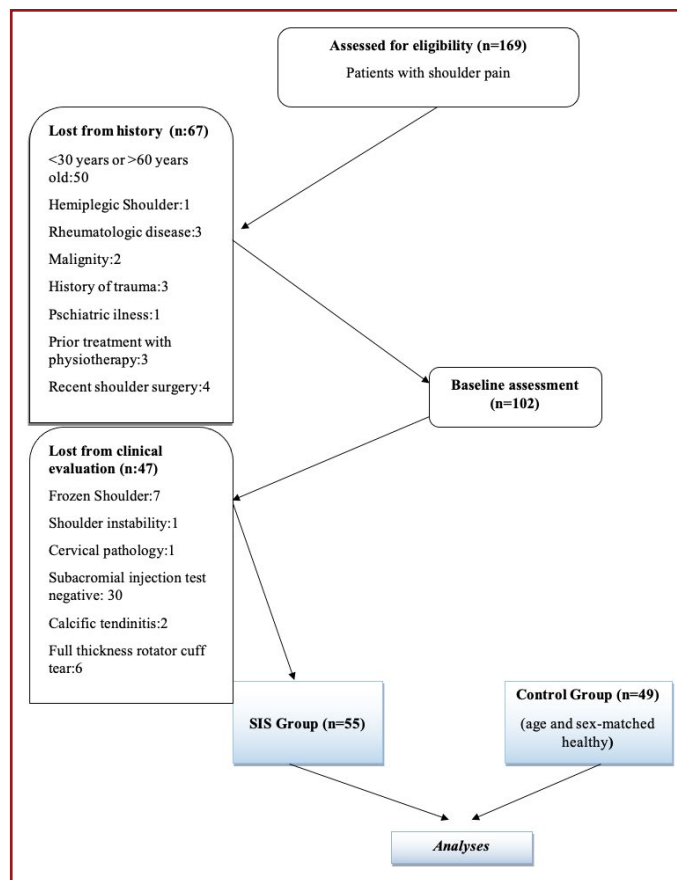 Assessed for eligibility (n=169)
Patients with shoulder pain
Lost from history (n:67)
<30 years or >60 years
old:50
Hemiplegic Shoulder:1
Rheumatologic disease:3
Malignity:2
History of trauma:3
Pschiatric ilness:1
Prior treatment with
physiotherapy:3
Recent shoulder surgery:4
Baseline assessment
(n=102)
Lost from clinical
evaluation (n:47)
Frozen Shoulder:7
Shoulder instability:1
Cervical pathology:1
Subacromial injection test
negative: 30
Calcific tendinitis:2
Full thickness rotator cuff
tear:6
SIS Group (n=55)
Control Group (n=49)
(age and sex-matched
healthy)
Analyses